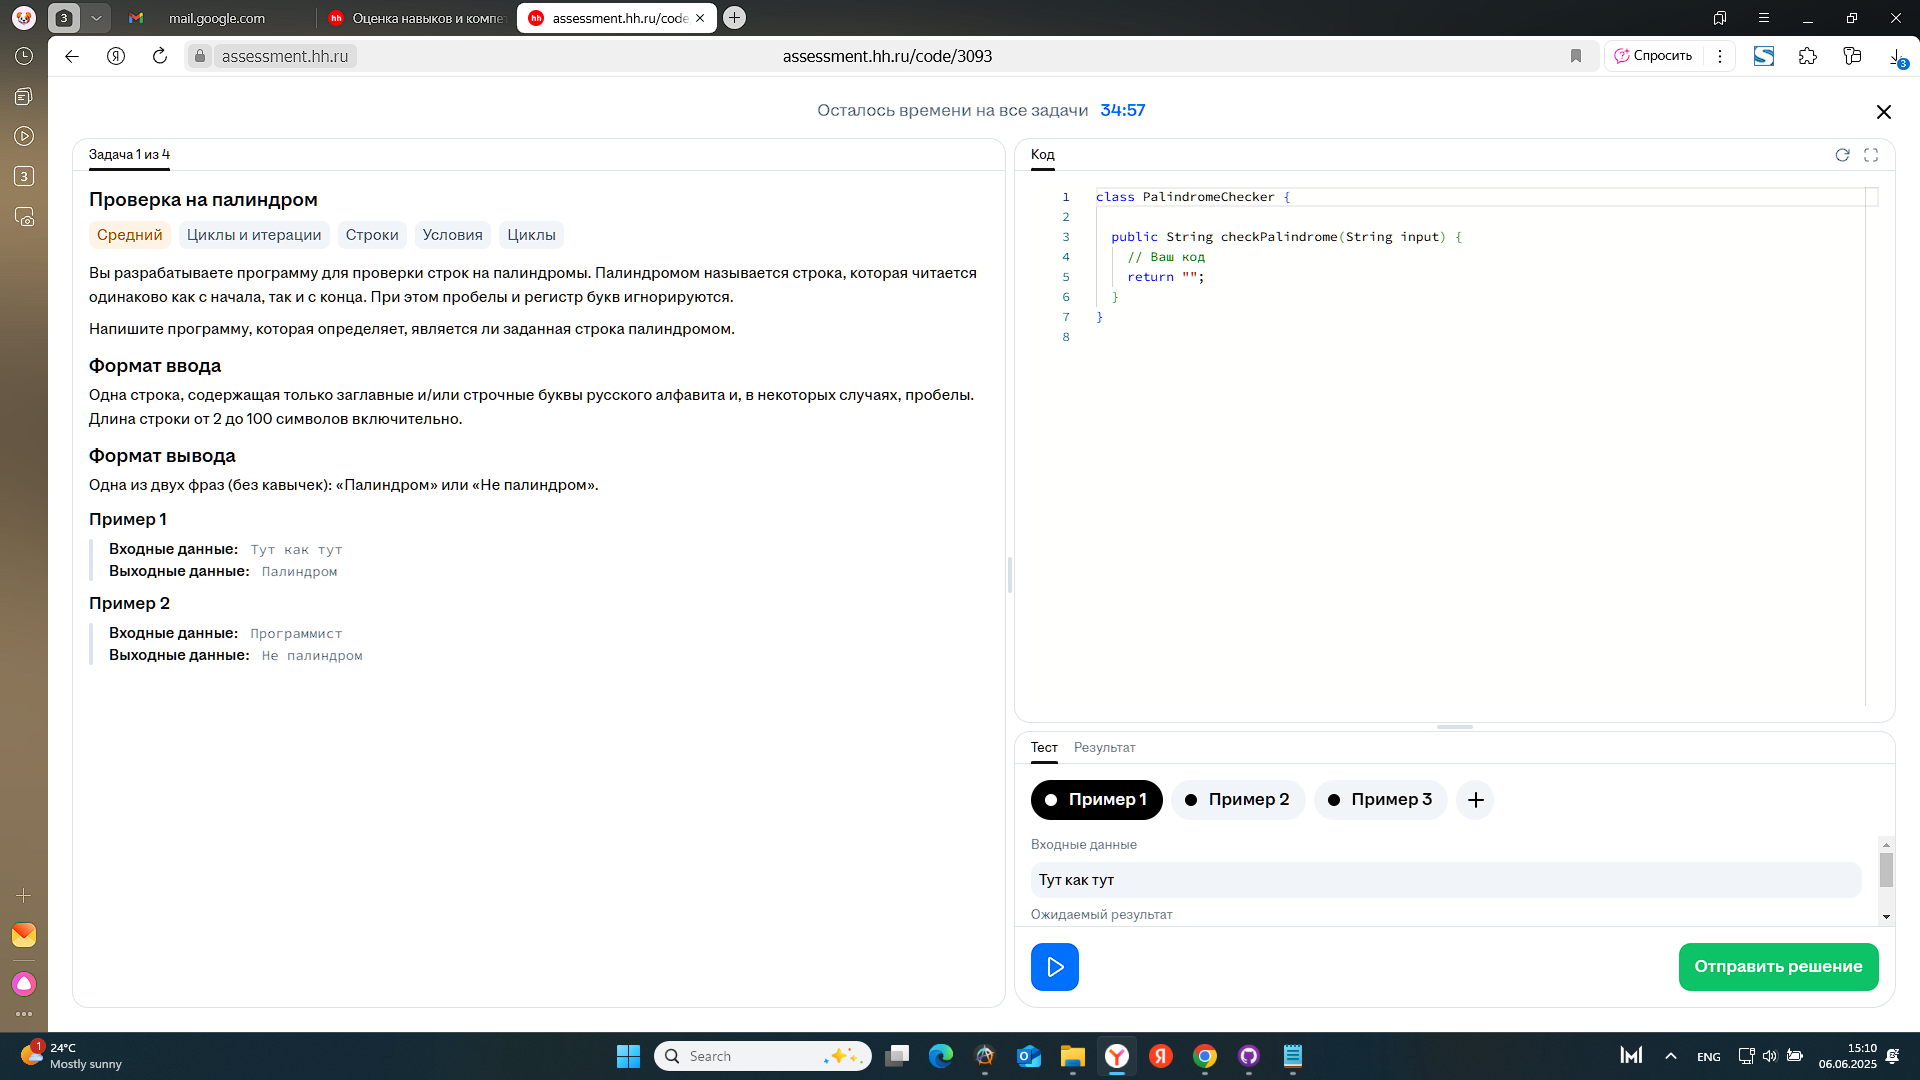 3
mail.google.com
hh
Оценка навыков и компе
hh
assessment.hh.ru/code
assessment.hh.ru
assessment.hh.ru/code/3093
Спросить
3
3
Осталось времени на все задачи 34:57
Задача 1 из 4
Проверка на палиндром
Средний
Циклы и итерации
Строки
Условия
Циклы
Вы разрабатываете программу для проверки строк на палиндромы. Палиндромом называется строка, которая читается
одинаково как с начала, так и с конца. При этом пробелы и регистр букв игнорируются.
Напишите программу, которая определяет, является ли заданная строка палиндромом.
Формат ввода
Одна строка, содержащая только заглавные и/или строчные буквы русского алфавита и, в некоторых случаях, пробелы.
Длина строки от 2 до 100 символов включительно.
Формат вывода
Одна из двух фраз (без кавычек): «Палиндром» или «Не палиндром».
Пример 1
Входные данные: Тут как тут
Выходные данные: Палиндром
Пример 2
Входные данные: Программист
Выходные данные: Не палиндром
Код
1 class PalindromeChecker {
2
3 public String checkPalindrome(String input) {
4 // Ваш код
5 return "";
6 }
7 }
8
Тест
Результат
Пример 1
Пример 2
Пример 3
Входные данные
Тут как тут
Ожидаемый результат
Отправить решение
1
24°C
Mostly sunny
Search
ENG
15:10
06.06.2025